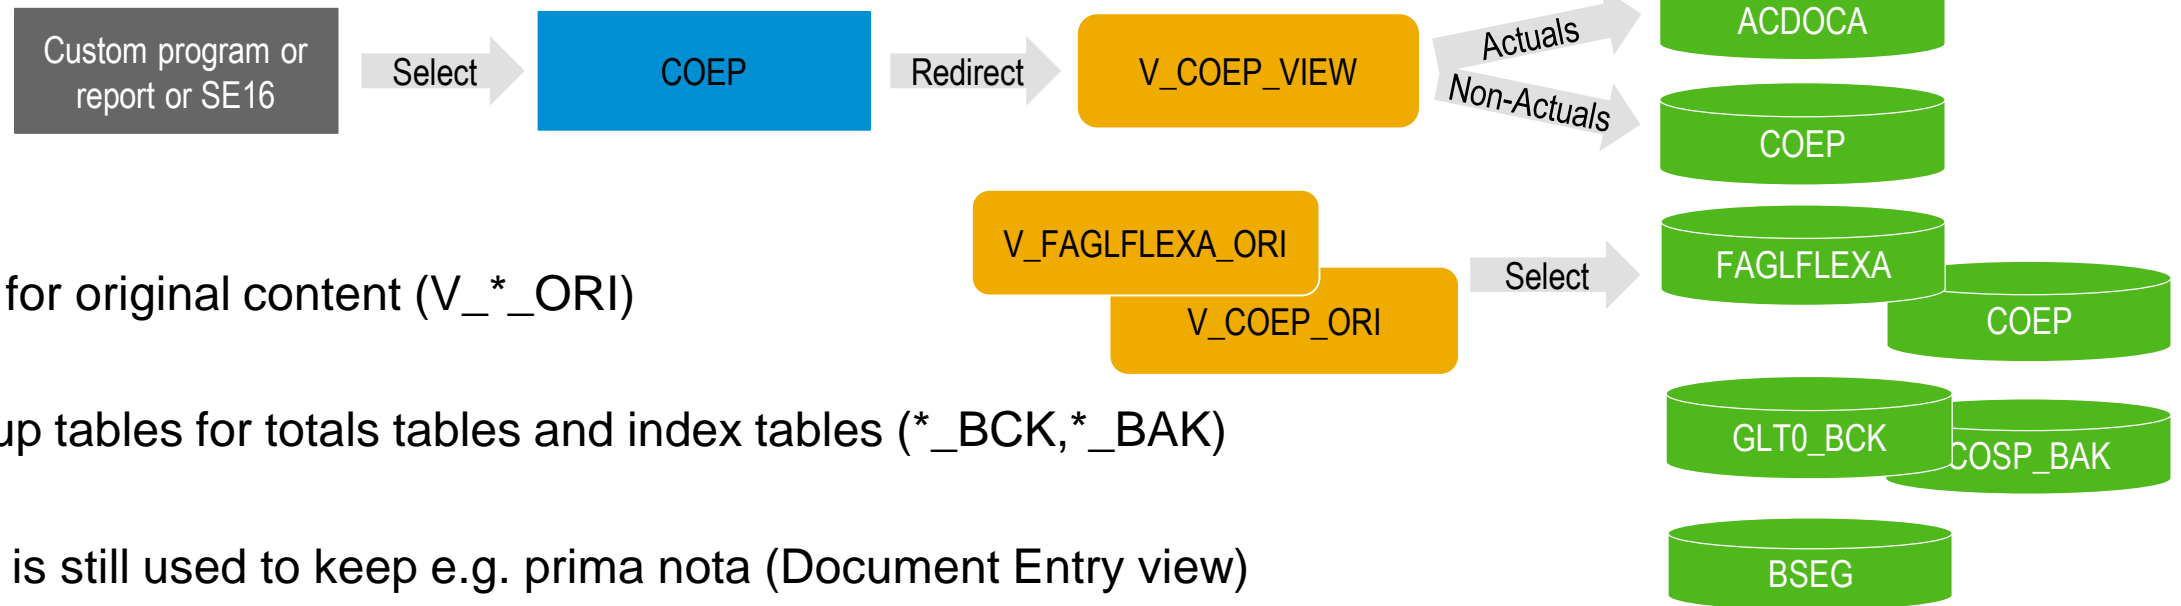 Custom program or
report or SE16
Select
COEP
Redirect
V_COEP_VIEW
Actuals
Non-Actuals
ACDOCA
COEP
V_FAGLFLEXA_ORI
V_COEP_ORI
Select
FAGLFLEXA
COEP
for original content (V_*_ORI)
up tables for totals tables and index tables (*_BCK,*_BAK)
GLT0_BCK
COSP_BAK
is still used to keep e.g. prima nota (Document Entry view)
BSEG